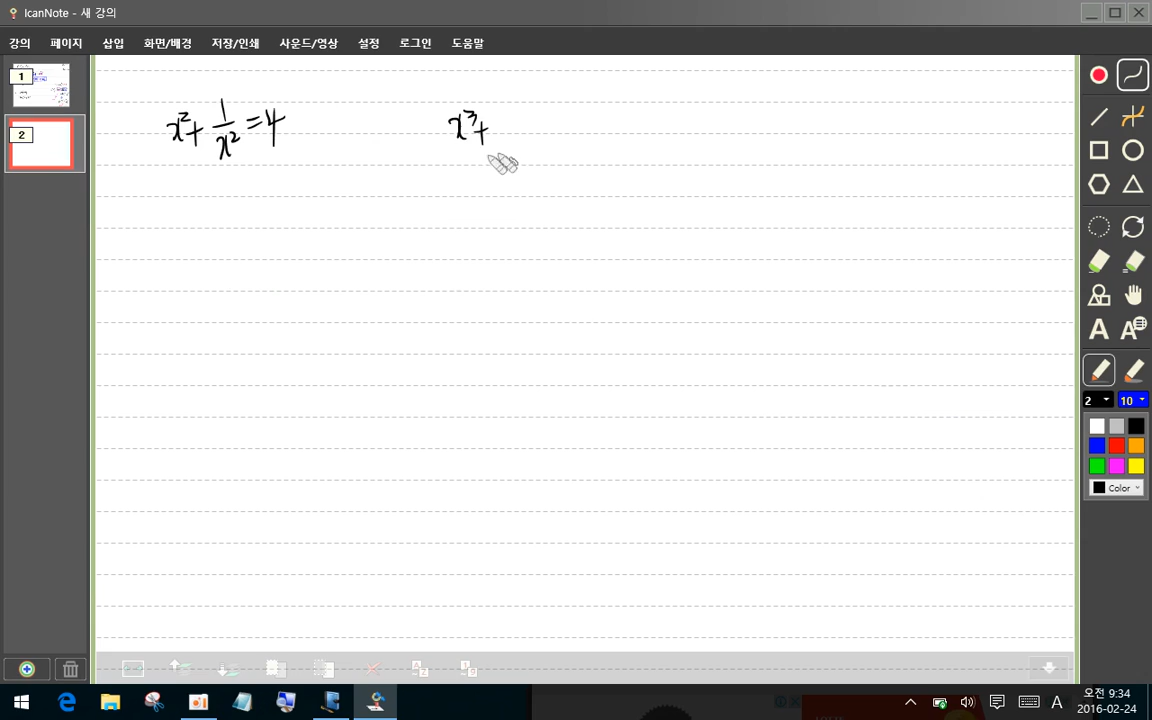 IcanNote - 새 강의
강의 페이지 삽입 화면/배경 저장/인쇄 사운드/영상 설정 로그인 도움말
1
2
x² + 1/x² = 4
x³ +
A A
2 10
Color
A 오전 9:34
2016-02-24